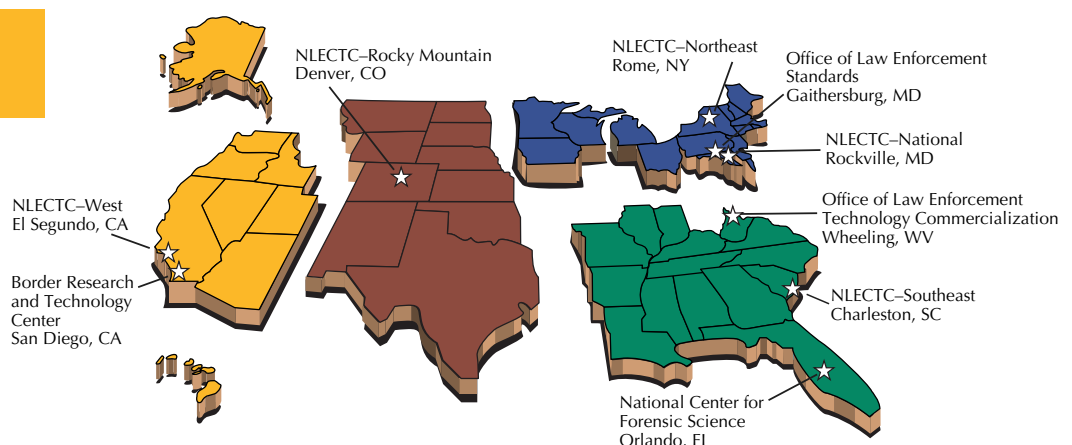 NLECTC–Rocky Mountain
Denver, CO
NLECTC–Northeast
Rome, NY
Office of Law Enforcement
Standards
Gaithersburg, MD
NLECTC–National
Rockville, MD
NLECTC–West
El Segundo, CA
Office of Law Enforcement
Technology Commercialization
Wheeling, WV
Border Research
and Technology
Center
San Diego, CA
NLECTC–Southeast
Charleston, SC
National Center for
Forensic Science
Orlando, FL